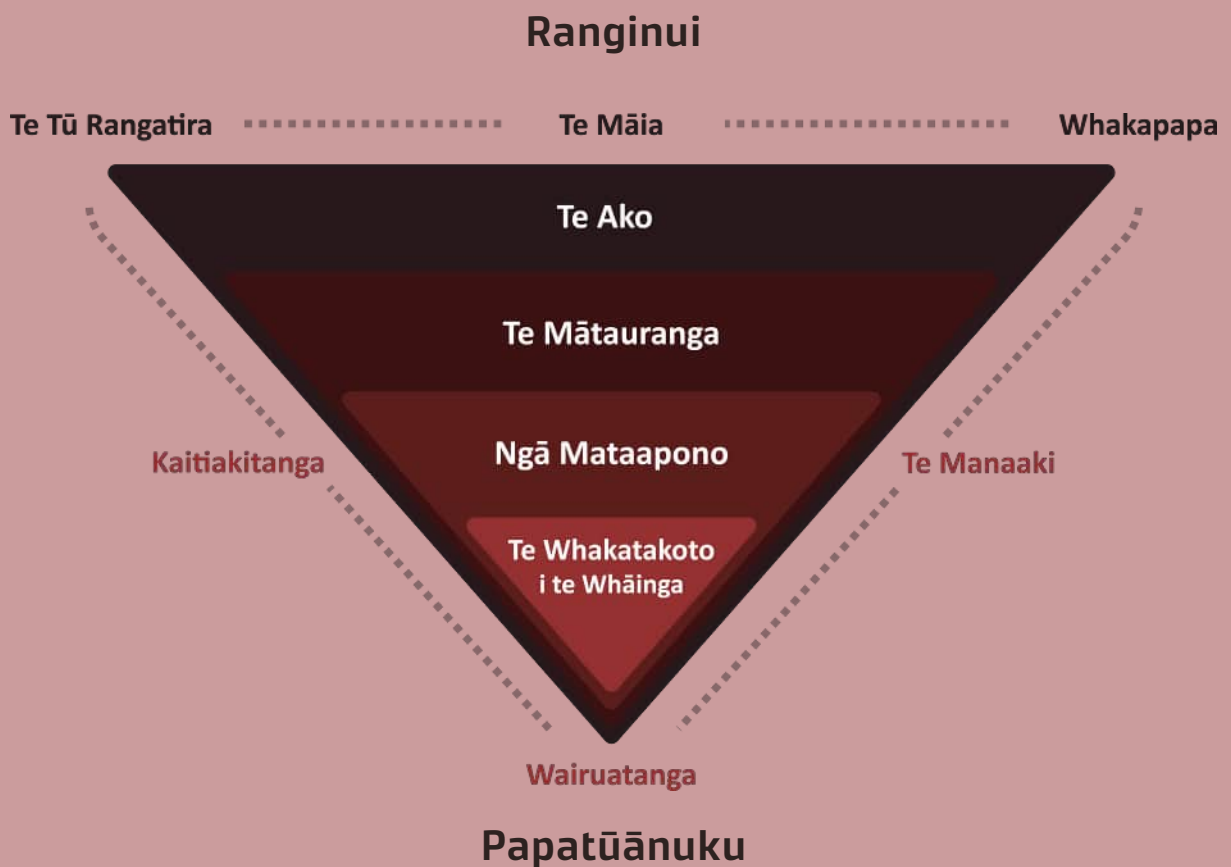 Ranginui
Te Tū Rangatira
Te Māia
Whakapapa
Te Ako
Te Mātauranga
Ngā Mataapono
Kaitiakitanga
Te Manaaki
Te Whakatakoto
i te Whāinga
Wairuatanga
Papatūānuku